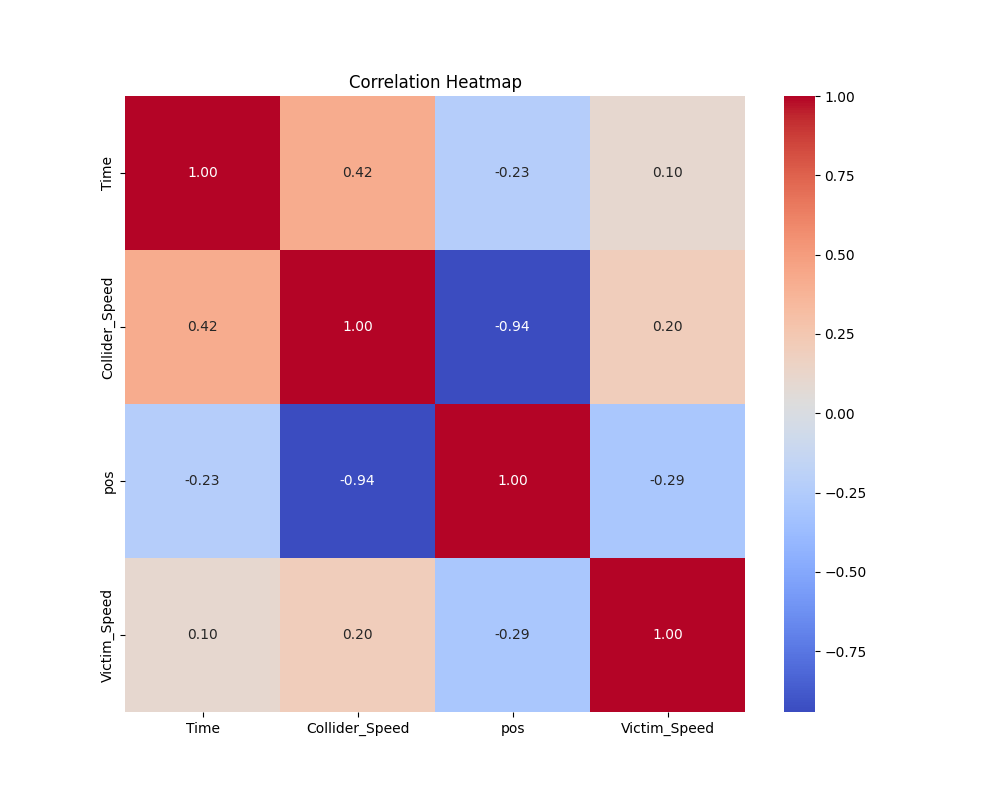 Correlation Heatmap
Time
1.00 0.42 -0.23 0.10
Collider_Speed
0.42 1.00 -0.94 0.20
pos
-0.23 -0.94 1.00 -0.29
Victim_Speed
0.10 0.20 -0.29 1.00
Time Collider_Speed pos Victim_Speed
1.00
0.75
0.50
0.25
0.00
−0.25
−0.50
−0.75